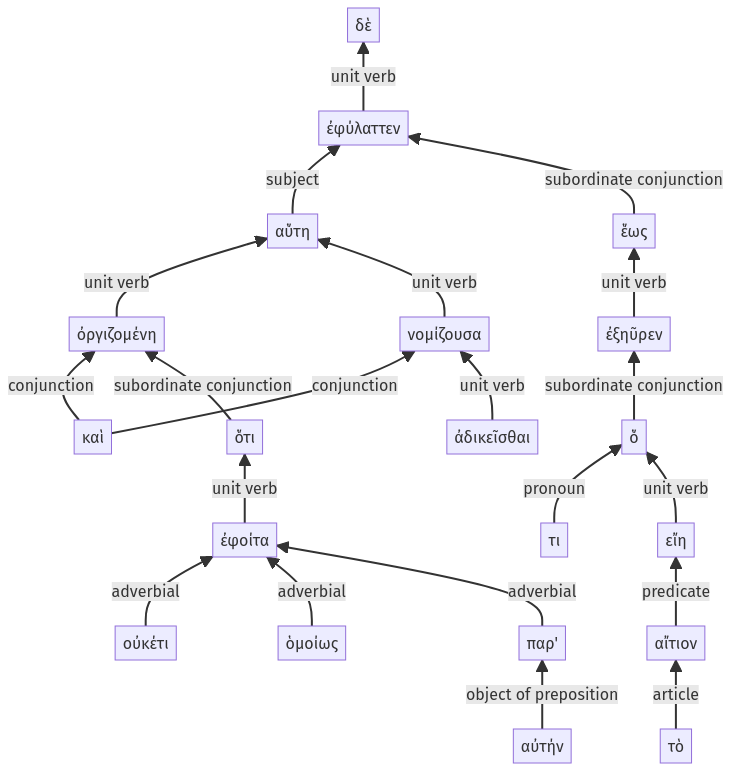 δὲ
unit verb
ἐφύλαττεν
subject
subordinate conjunction
αὕτη
ἕως
unit verb
unit verb
unit verb
ὀργιζομένη
νομίζουσα
ἐξηῦρεν
conjunction
subordinate conjunction
conjunction
unit verb
subordinate conjunction
καὶ
ὅτι
ἀδικεῖσθαι
ὅ
unit verb
pronoun
unit verb
ἐφοίτα
τι
εἴη
adverbial
adverbial
adverbial
predicate
οὐκέτι
ὁμοίως
παρ'
αἴτιον
object of preposition
article
αὐτήν
τὸ